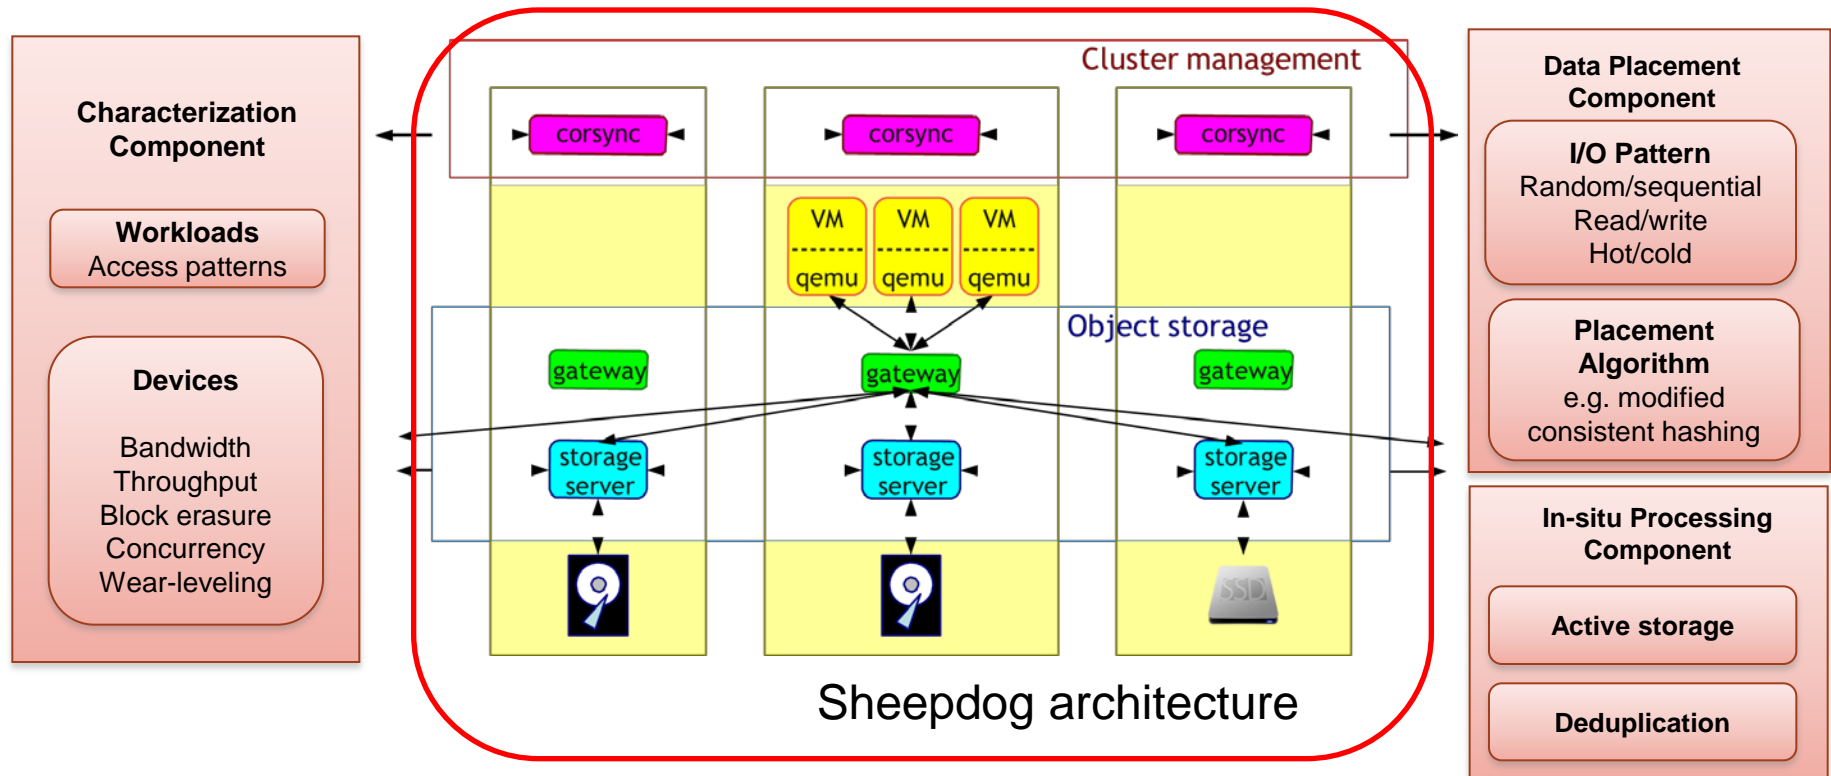 Characterization
Component
Workloads
Access patterns
Devices
Bandwidth
Throughput
Block erasure
Concurrency
Wear-leveling
Cluster management
corsync
corsync
corsync
VM
qemu
VM
qemu
VM
qemu
Object storage
gateway
gateway
gateway
storage
server
storage
server
storage
server
SSD
Sheepdog architecture
Data Placement
Component
I/O Pattern
Random/sequential
Read/write
Hot/cold
Placement
Algorithm
e.g. modified
consistent hashing
In-situ Processing
Component
Active storage
Deduplication